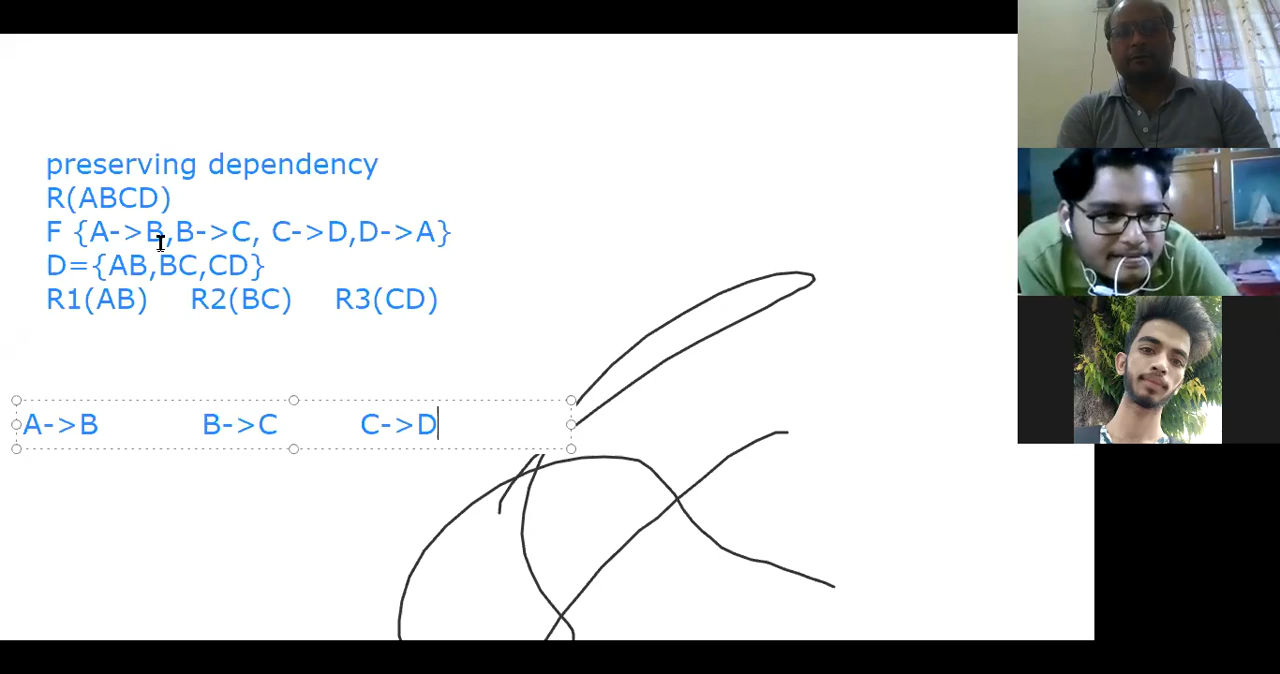 preserving dependency
R(ABCD)
F {A->B,B->C, C->D,D->A}
D={AB,BC,CD}
R1(AB) R2(BC) R3(CD)
A->B B->C C->D